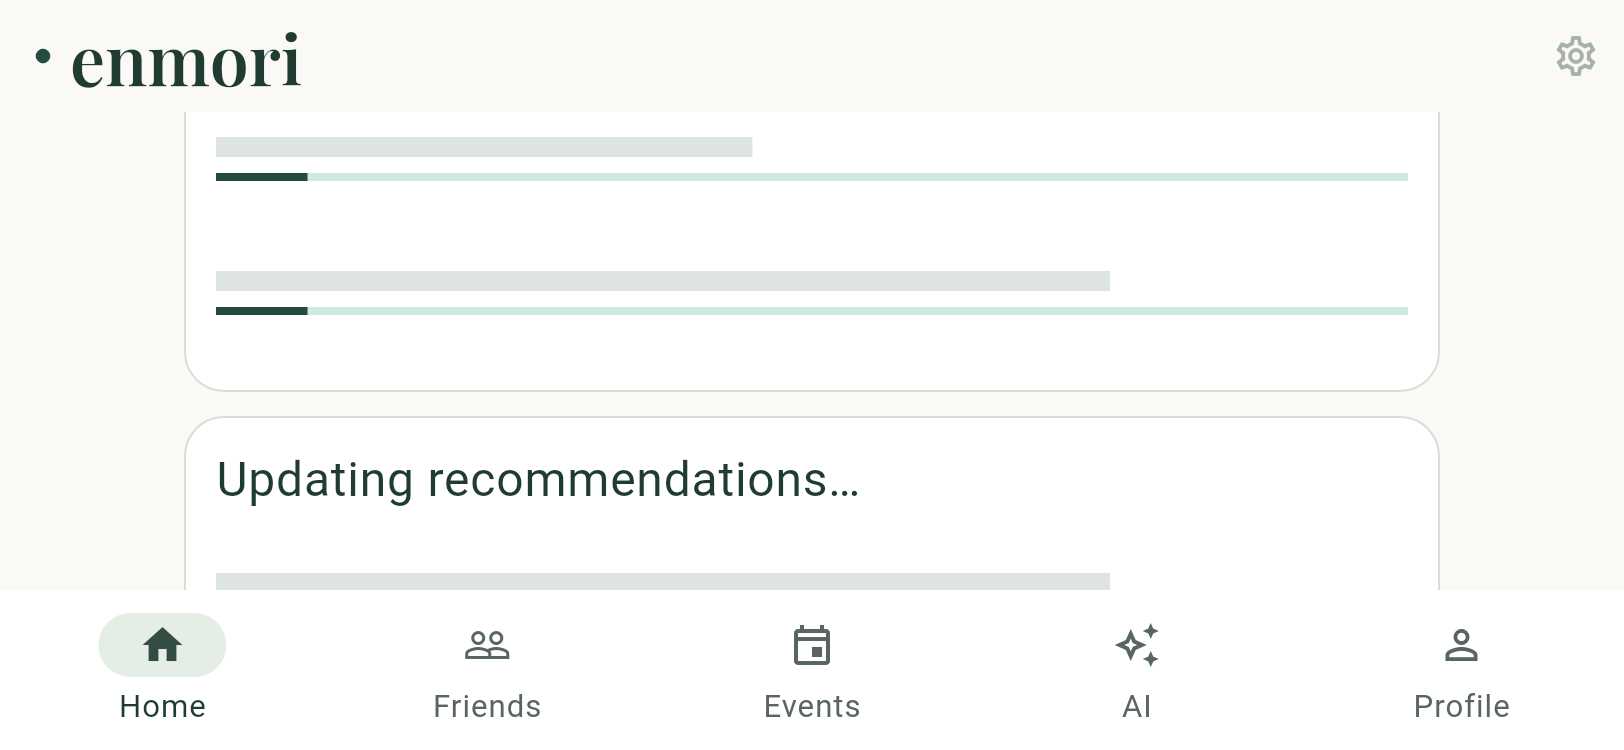 enmori
Updating recommendations…
Home
Friends
Events
AI
Profile